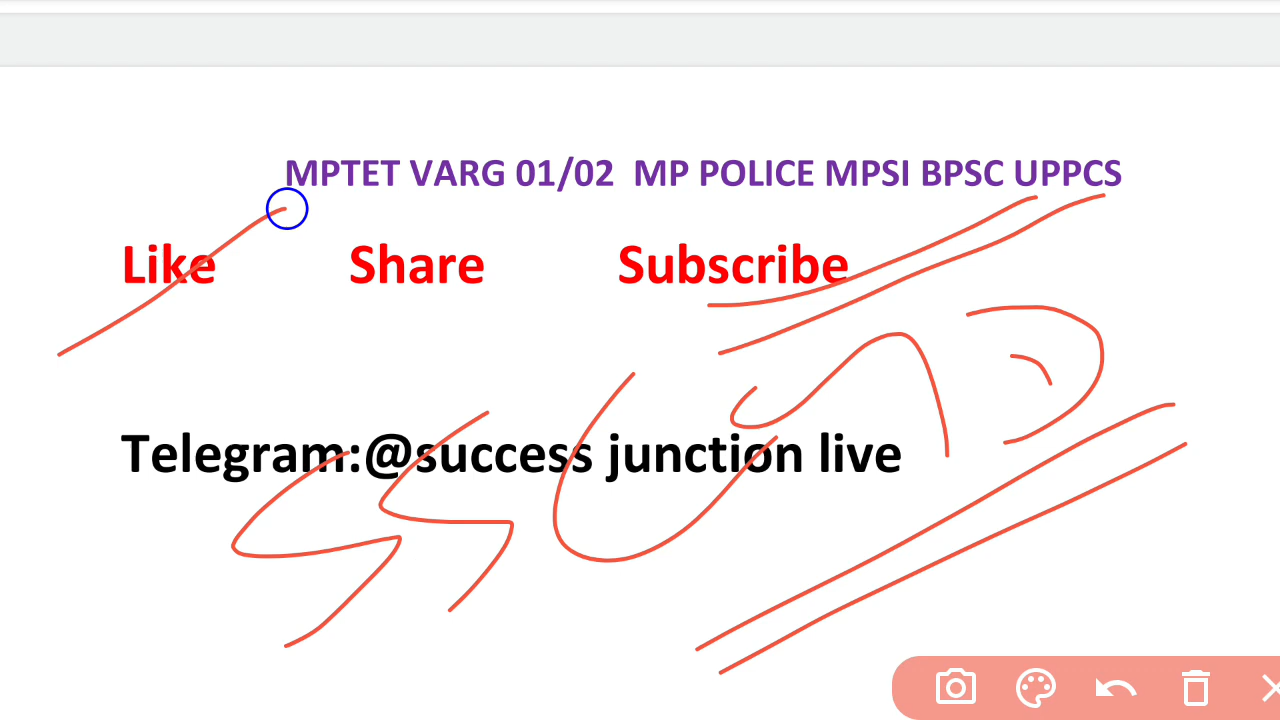 MPTET VARG 01/02 MP POLICE MPSI BPSC UPPCS
Like Share Subscribe
Telegram:@success junction live